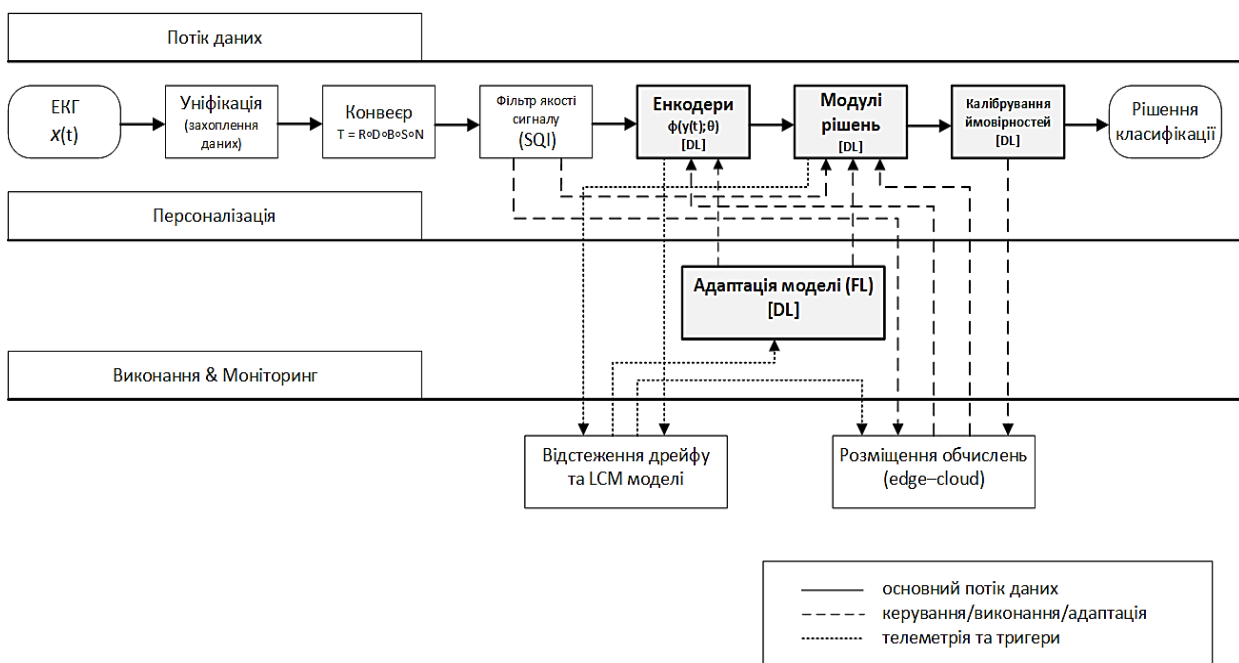 Потік даних
ЕКГ
x(t)
Уніфікація
(захоплення
даних)
Конвеєр
T = R∘D∘B∘S∘N
Фільтр якості
сигналу
(SQI)
Енкодери
ϕ(y(t);θ)
[DL]
Модулі
рішень
[DL]
Калібрування
ймовірностей
[DL]
Рішення
класифікації
Персоналізація
Адаптація моделі (FL)
[DL]
Виконання & Моніторинг
Відстеження дрейфу
та LCM моделі
Розміщення обчислень
(edge–cloud)
основний потік даних
керування/виконання/адаптація
телеметрія та тригери